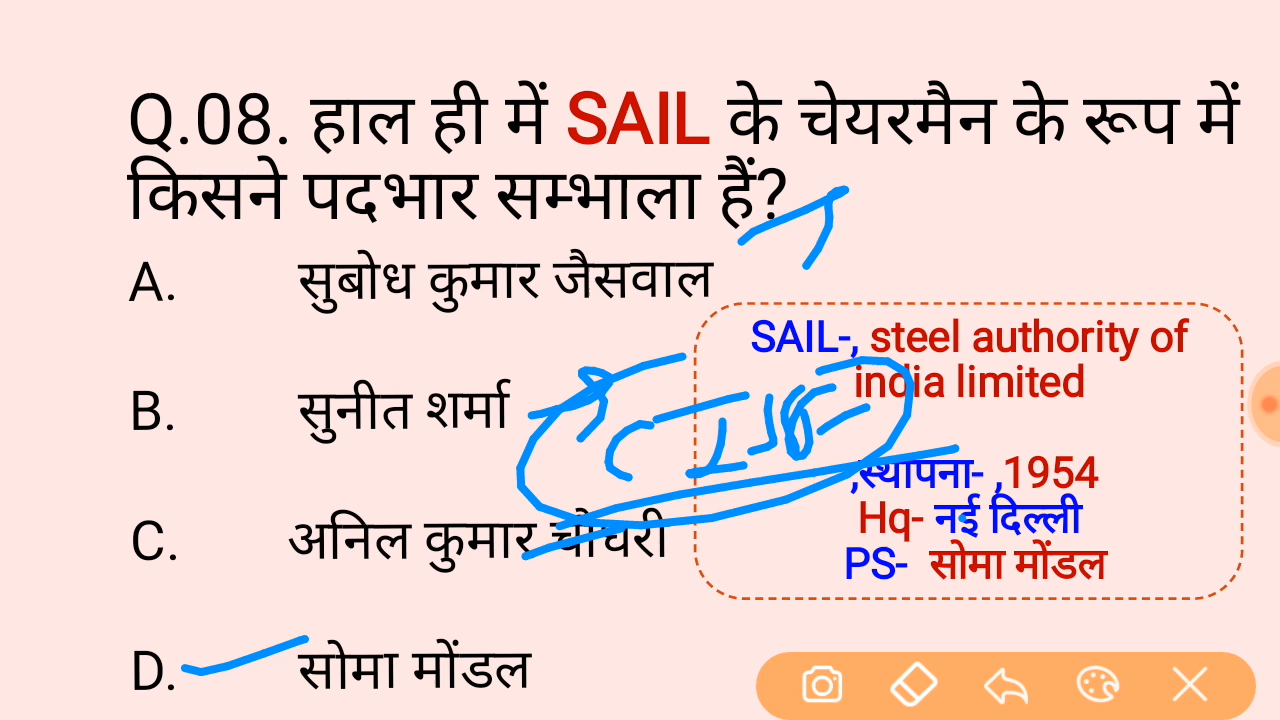 Q.08. हाल ही में SAIL के चेयरमैन के रूप में
किसने पदभार सम्भाला हैं?
A. सुबोध कुमार जैसवाल
B. सुनीत शर्मा
C. अनिल कुमार चौधरी
D. सोमा मोंडल
SAIL-, steel authority of
india limited
,स्थापना- ,1954
Hq- नई दिल्ली
PS- सोमा मोंडल
CISF